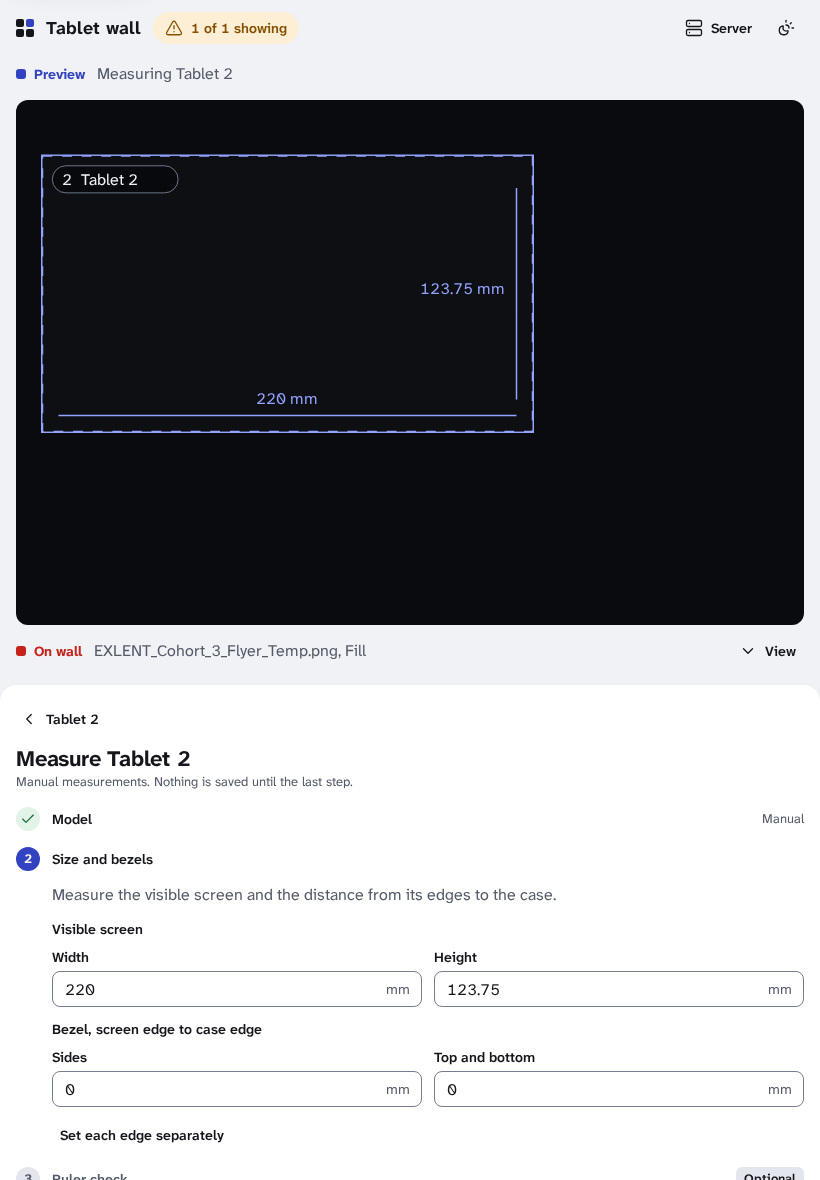 Tablet wall
1 of 1 showing
Server
Preview Measuring Tablet 2
2 Tablet 2
123.75 mm
220 mm
On wall EXLENT_Cohort_3_Flyer_Temp.png, Fill
View
Tablet 2
Measure Tablet 2
Manual measurements. Nothing is saved until the last step.
Model
Manual
2 Size and bezels
Measure the visible screen and the distance from its edges to the case.
Visible screen
Width Height
220 mm 123.75 mm
Bezel, screen edge to case edge
Sides Top and bottom
0 mm 0 mm
Set each edge separately
3 Ruler check Optional